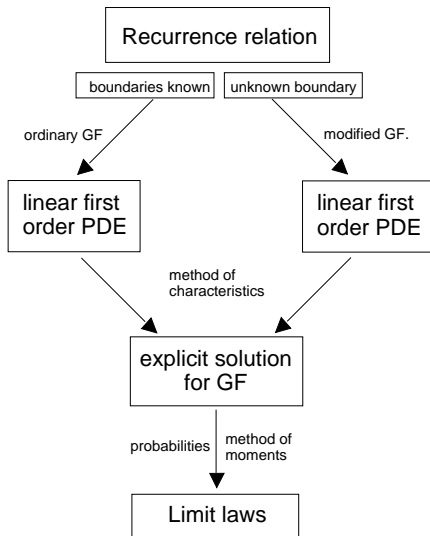 Recurrence relation
boundaries known
unknown boundary
ordinary GF
modified GF.
linear first
order PDE
linear first
order PDE
method of
characteristics
explicit solution
for GF
probabilities
method of
moments
Limit laws